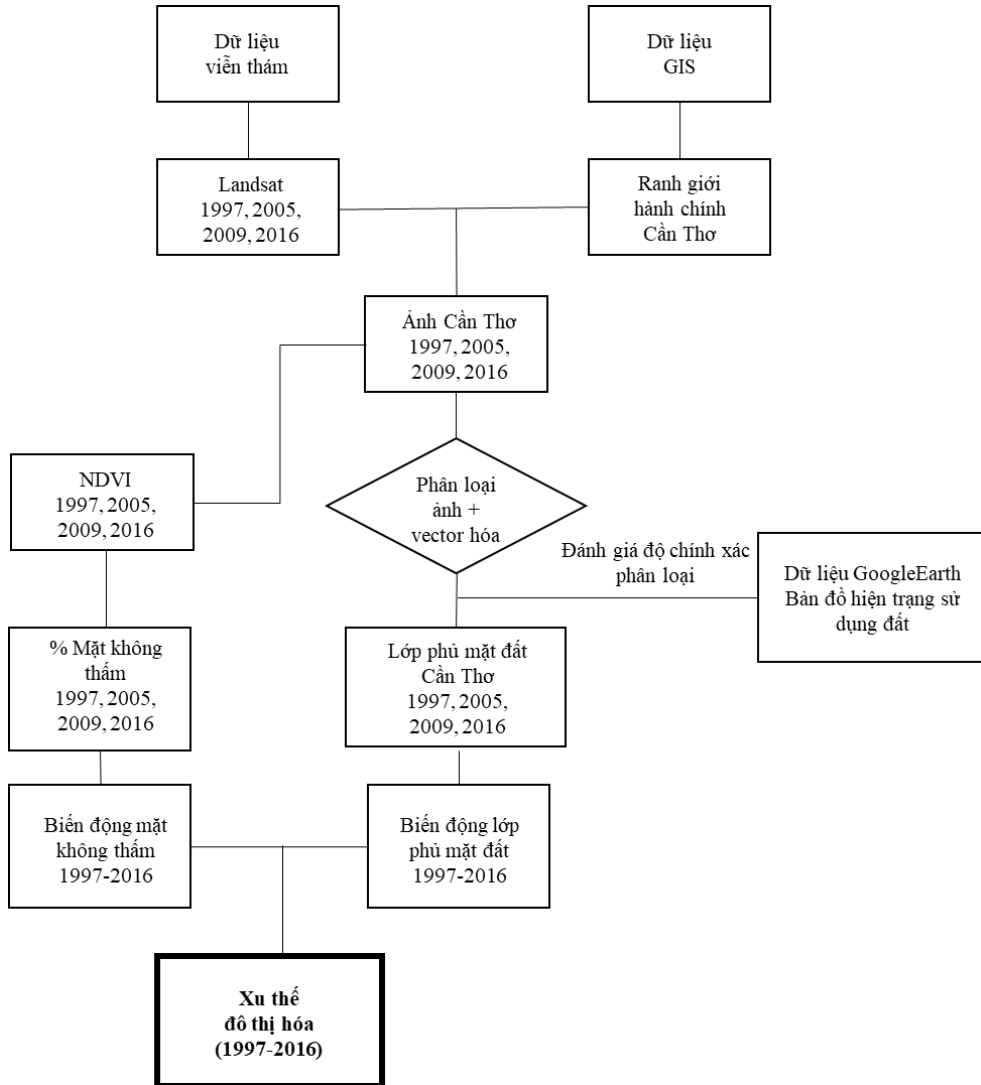 Dữ liệu
viễn thám
Dữ liệu
GIS
Landsat
1997, 2005,
2009, 2016
Ranh giới
hành chính
Cần Thơ
Ảnh Cần Thơ
1997, 2005,
2009, 2016
NDVI
1997, 2005,
2009, 2016
Phân loại
ảnh +
vector hóa
Đánh giá độ chính xác
phân loại
Dữ liệu GoogleEarth
Bản đồ hiện trạng sử
dụng đất
% Mặt không
thấm
1997, 2005,
2009, 2016
Lớp phủ mặt đất
Cần Thơ
1997, 2005,
2009, 2016
Biến động mặt
không thấm
1997-2016
Biến động lớp
phủ mặt đất
1997-2016
Xu thế
đô thị hóa
(1997-2016)